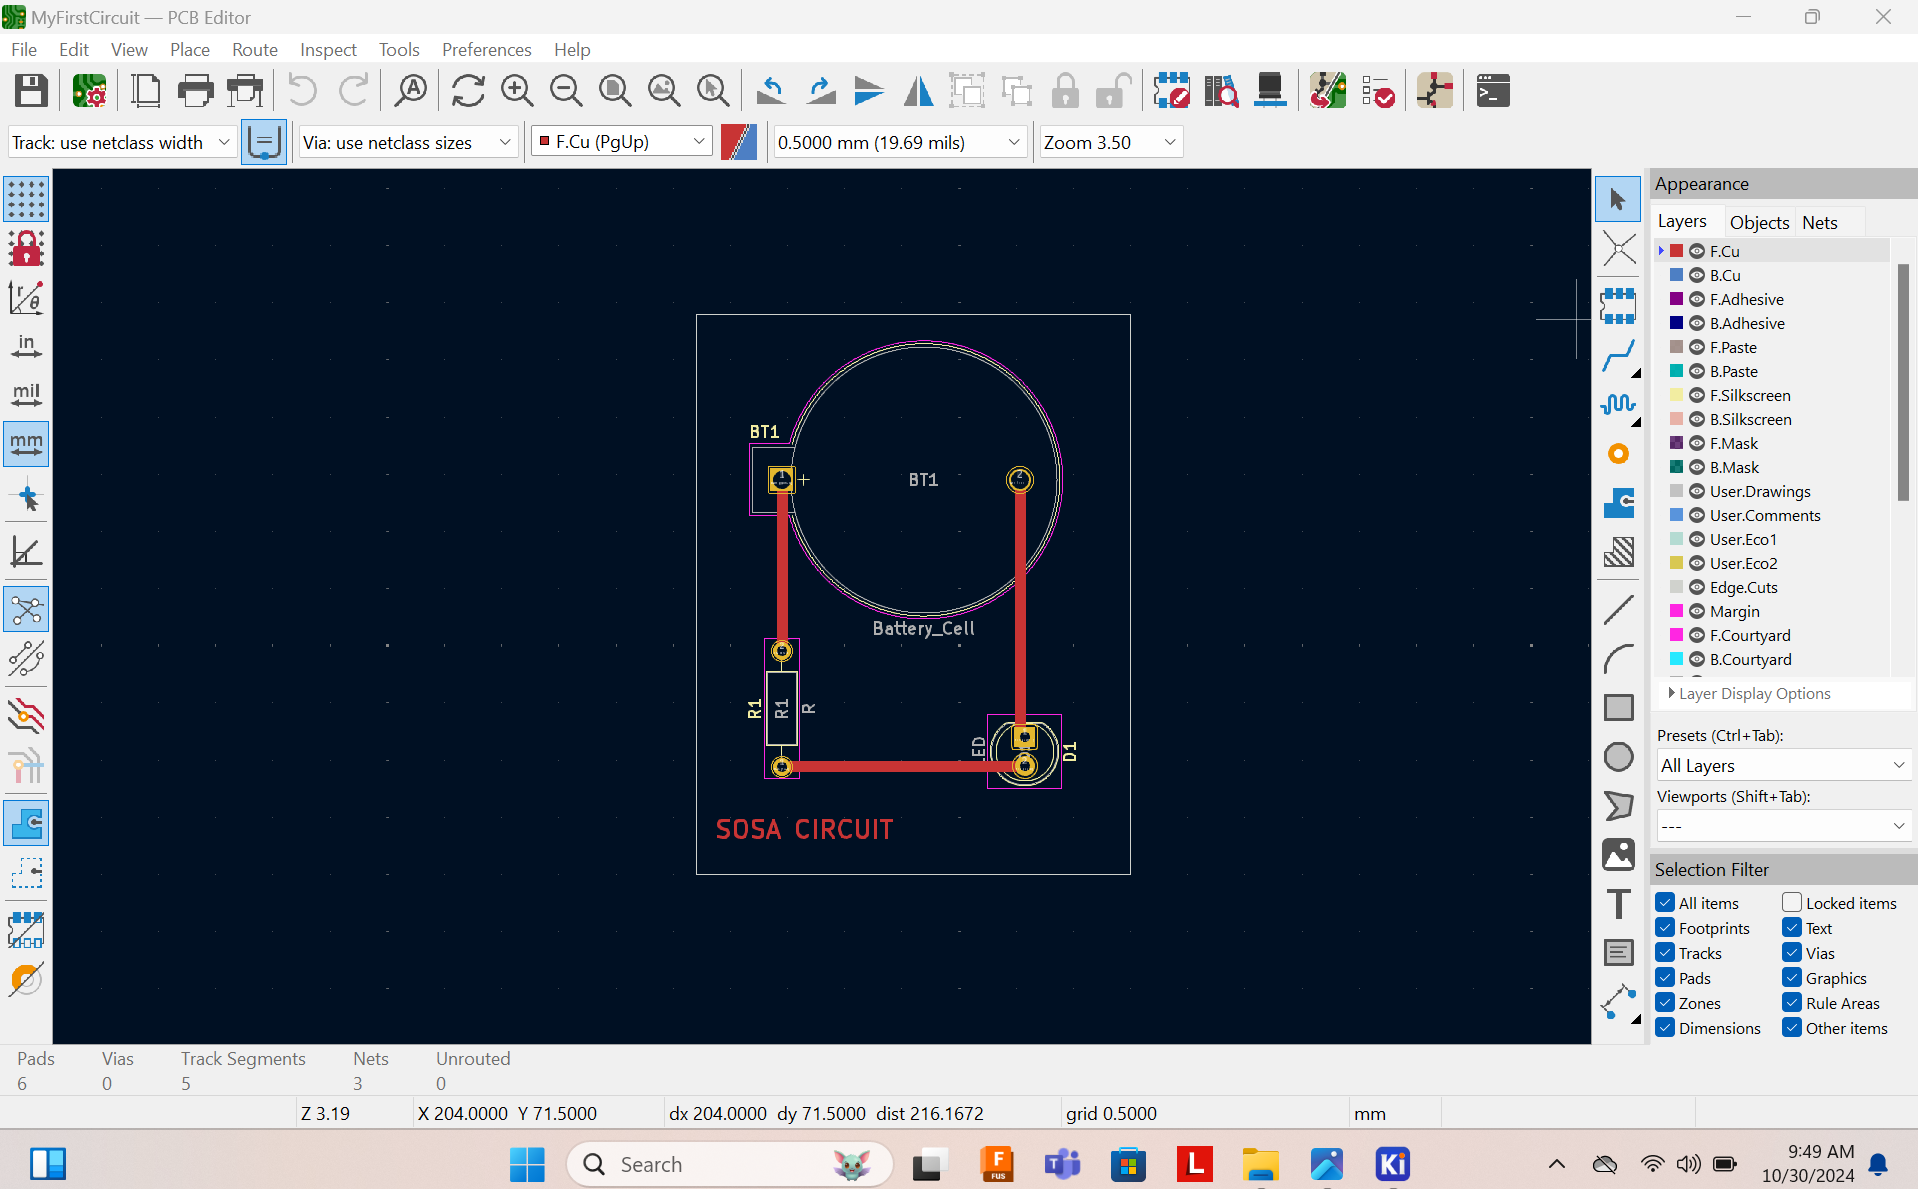 MyFirstCircuit — PCB Editor
File Edit View Place Route Inspect Tools Preferences Help
Track: use netclass width Via: use netclass sizes F.Cu (PgUp) 0.5000 mm (19.69 mils) Zoom 3.50
in
mil
mm
BT1
1
BT1
2
Battery_Cell
R1
R1
R
LED
D1
SOSA CIRCUIT
Appearance
Layers Objects Nets
F.Cu
B.Cu
F.Adhesive
B.Adhesive
F.Paste
B.Paste
F.Silkscreen
B.Silkscreen
F.Mask
B.Mask
User.Drawings
User.Comments
User.Eco1
User.Eco2
Edge.Cuts
Margin
F.Courtyard
B.Courtyard
Layer Display Options
Presets (Ctrl+Tab):
All Layers
Viewports (Shift+Tab):
---
Selection Filter
All items Locked items
Footprints Text
Tracks Vias
Pads Graphics
Zones Rule Areas
Dimensions Other items
Pads Vias Track Segments Nets Unrouted
6 0 5 3 0
Z 3.19 X 204.0000 Y 71.5000 dx 204.0000 dy 71.5000 dist 216.1672 grid 0.5000 mm
Search
F
FUS
T
L
Ki
9:49 AM
10/30/2024